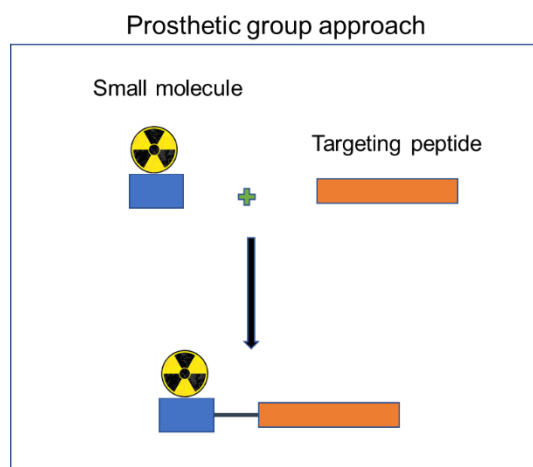 Prosthetic group approach
Small molecule
Targeting peptide